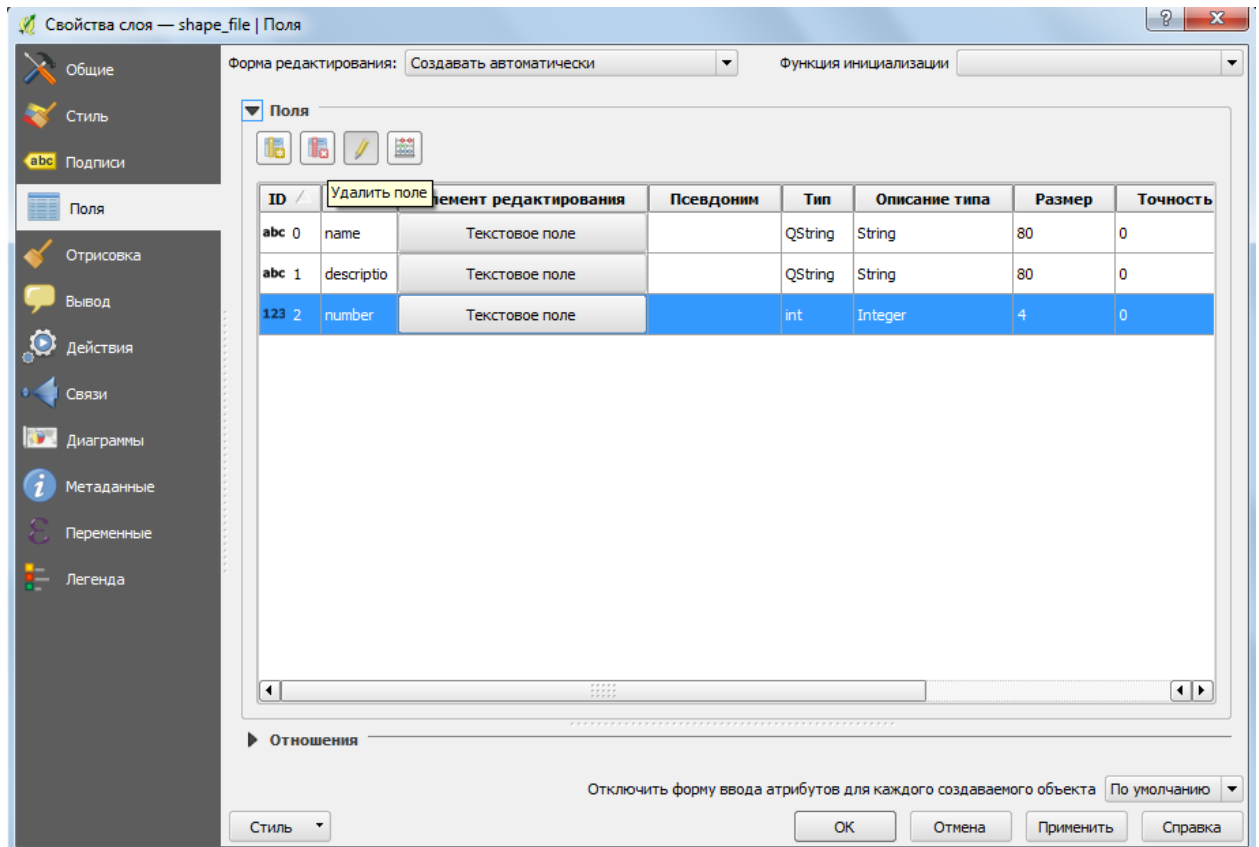 Свойства слоя — shape_file | Поля
Общие
Стиль
abc Подписи
Поля
Отрисовка
Вывод
Действия
Связи
Диаграммы
Метаданные
Переменные
Легенда
Форма редактирования: Создавать автоматически Функция инициализации
Поля
Удалить поле
ID лемент редактирования Псевдоним Тип Описание типа Размер Точность
abc 0 name Текстовое поле QString String 80 0
abc 1 descriptio Текстовое поле QString String 80 0
123 2 number Текстовое поле int Integer 4 0
Отношения
Отключить форму ввода атрибутов для каждого создаваемого объекта По умолчанию
Стиль OK Отмена Применить Справка